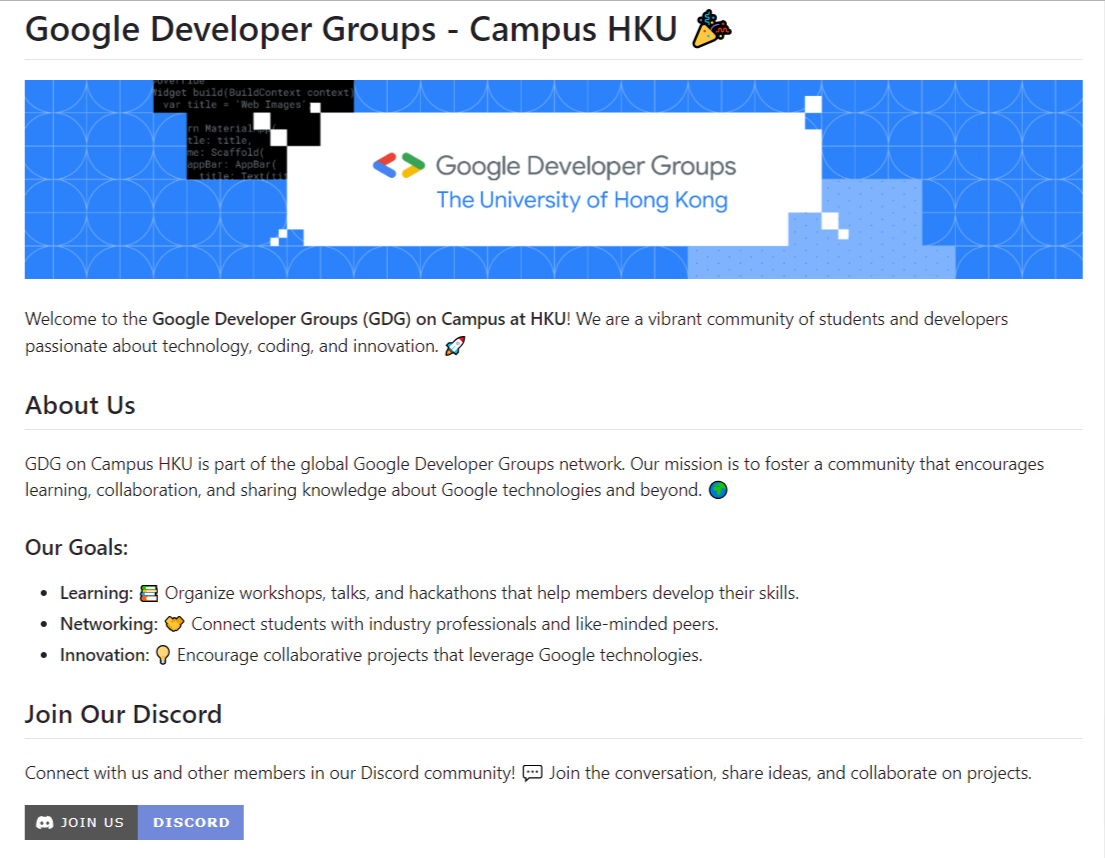 Google Developer Groups - Campus HKU 🎉
Widget build(BuildContext context)
var title = 'Web Images'
rn Material
tle: title,
me: Scaffold(
appBar: AppBar(
title: Text(
Google Developer Groups
The University of Hong Kong
Welcome to the Google Developer Groups (GDG) on Campus at HKU! We are a vibrant community of students and developers
passionate about technology, coding, and innovation. 🚀
About Us
GDG on Campus HKU is part of the global Google Developer Groups network. Our mission is to foster a community that encourages
learning, collaboration, and sharing knowledge about Google technologies and beyond. 🌍
Our Goals:
• Learning: 📚 Organize workshops, talks, and hackathons that help members develop their skills.
• Networking: 🤝 Connect students with industry professionals and like-minded peers.
• Innovation: 💡 Encourage collaborative projects that leverage Google technologies.
Join Our Discord
Connect with us and other members in our Discord community! 💬 Join the conversation, share ideas, and collaborate on projects.
JOIN US DISCORD